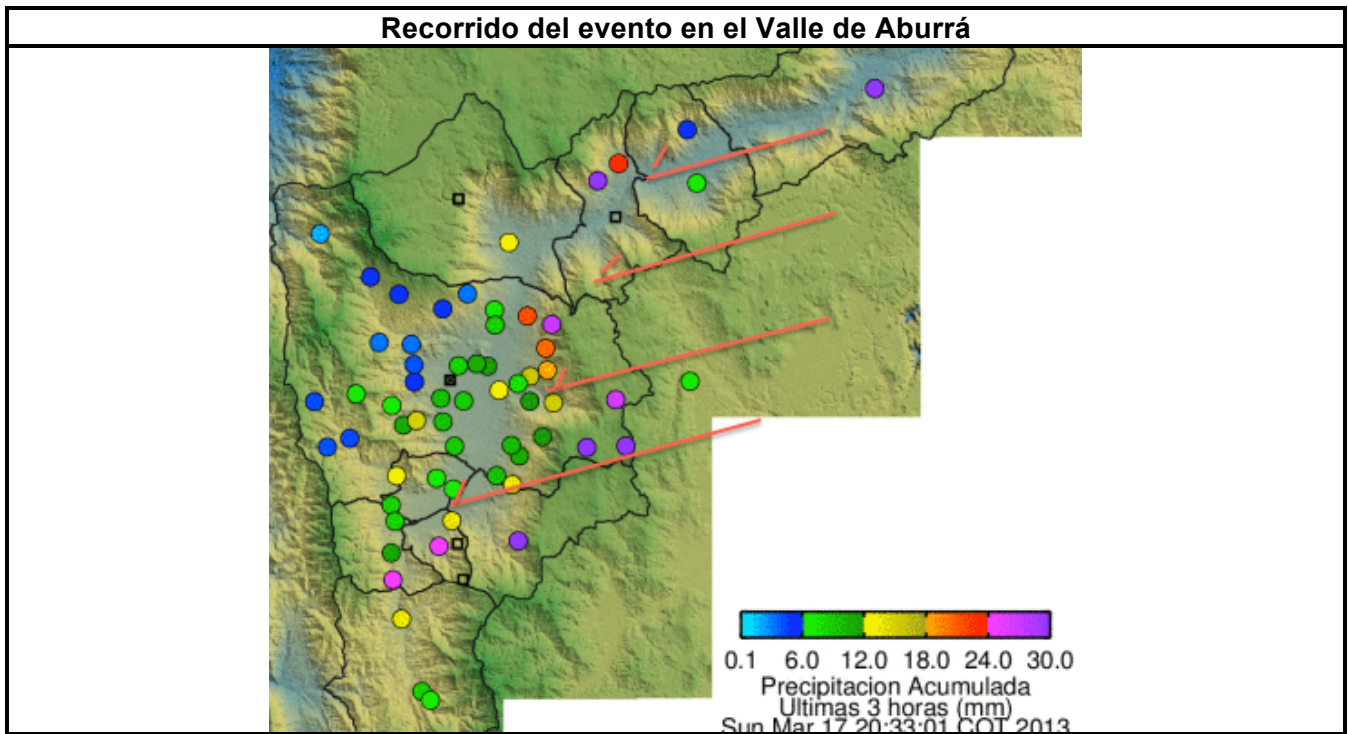 Recorrido del evento en el Valle de Aburrá
0.1 6.0 12.0 18.0 24.0 30.0
Precipitacion Acumulada
Ultimas 3 horas (mm)
Sun Mar 17 20:33:01 COT 2013